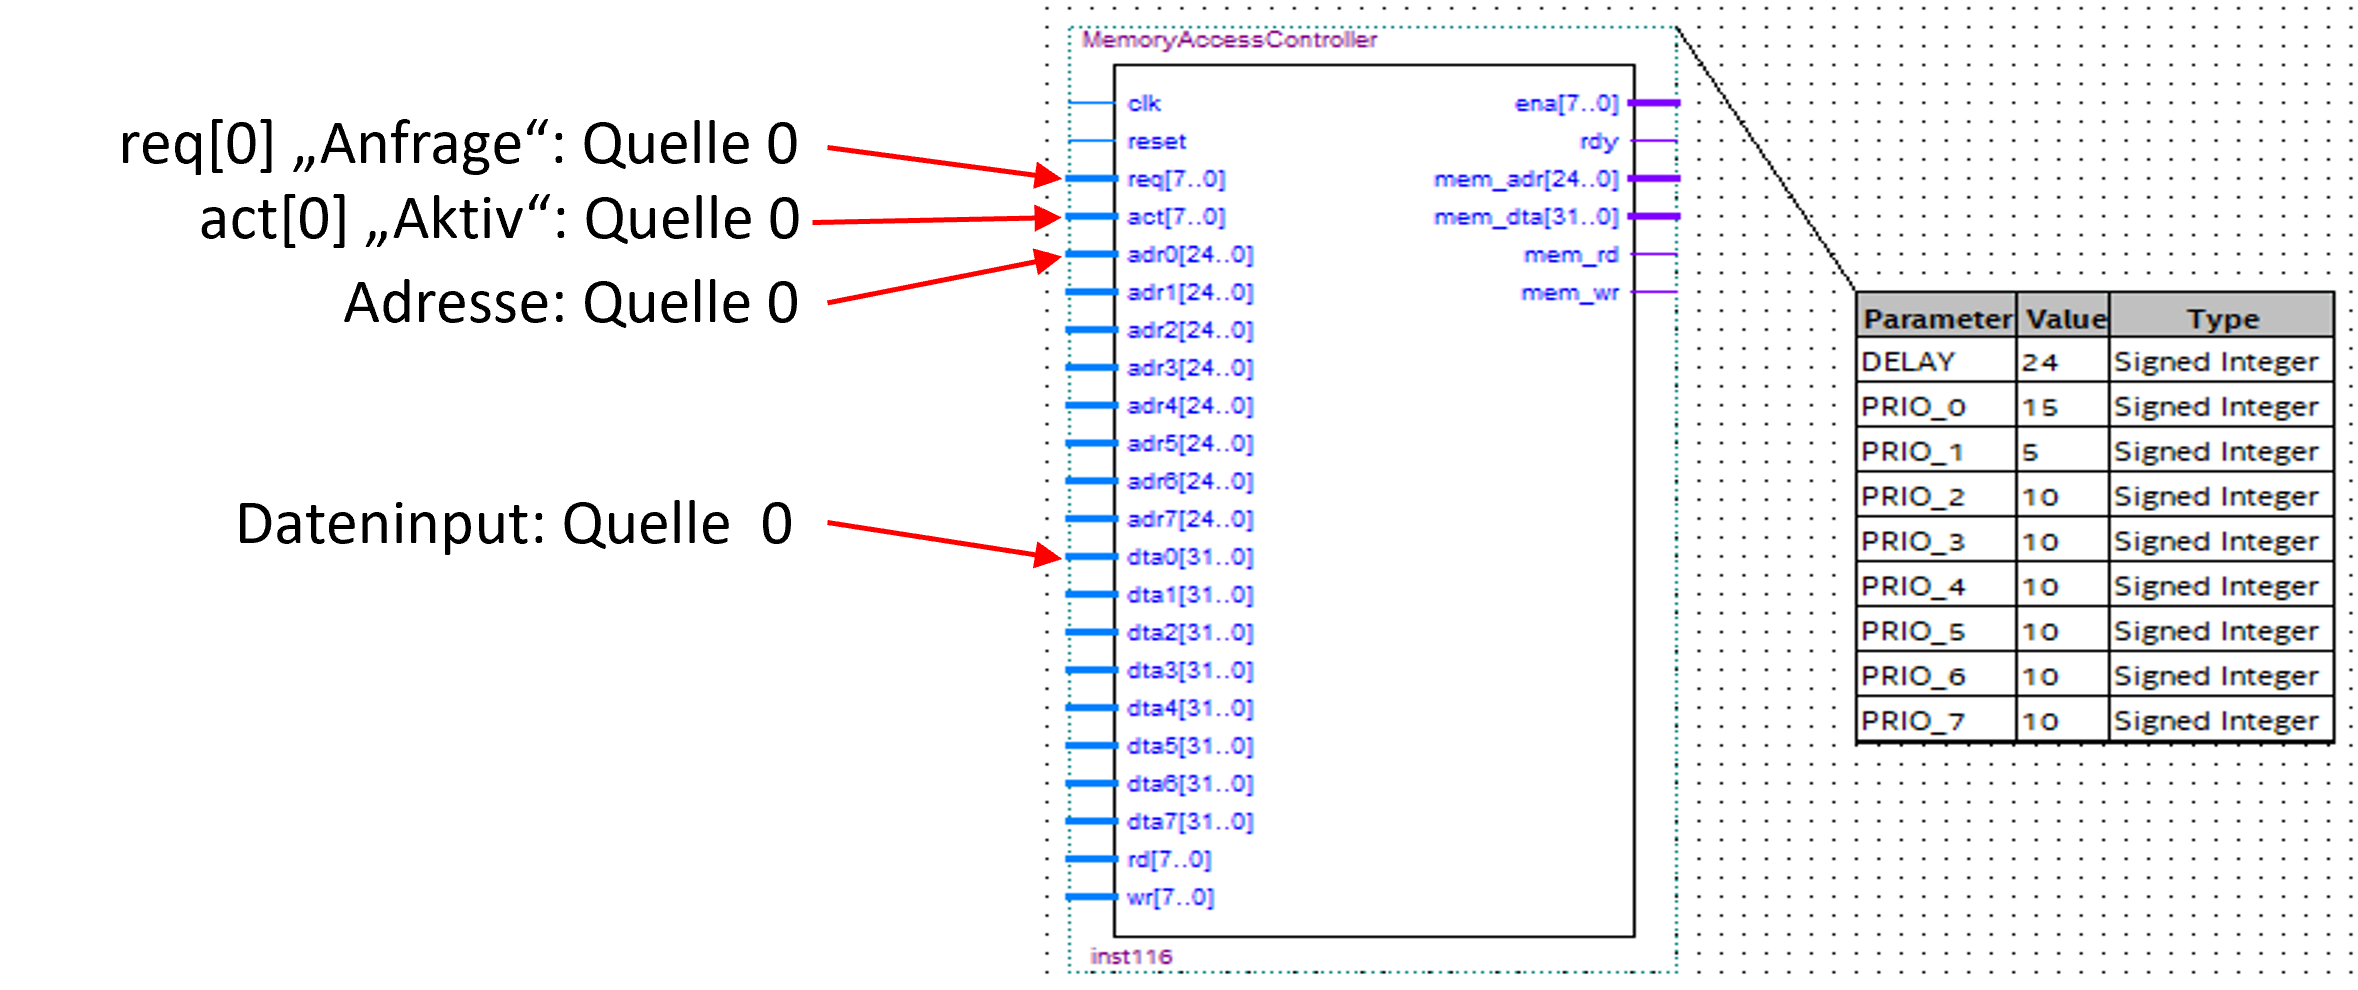 req[0] „Anfrage“: Quelle 0
act[0] „Aktiv“: Quelle 0
Adresse: Quelle 0
Dateninput: Quelle  0
MemoryAccessController
clk
reset
req[7..0]
act[7..0]
adr0[24..0]
adr1[24..0]
adr2[24..0]
adr3[24..0]
adr4[24..0]
adr5[24..0]
adr6[24..0]
adr7[24..0]
dta0[31..0]
dta1[31..0]
dta2[31..0]
dta3[31..0]
dta4[31..0]
dta5[31..0]
dta6[31..0]
dta7[31..0]
rd[7..0]
wr[7..0]
ena[7..0]
rdy
mem_adr[24..0]
mem_dta[31..0]
mem_rd
mem_wr
inst116
Parameter Value Type
DELAY 24 Signed Integer
PRIO_0 15 Signed Integer
PRIO_1 5 Signed Integer
PRIO_2 10 Signed Integer
PRIO_3 10 Signed Integer
PRIO_4 10 Signed Integer
PRIO_5 10 Signed Integer
PRIO_6 10 Signed Integer
PRIO_7 10 Signed Integer